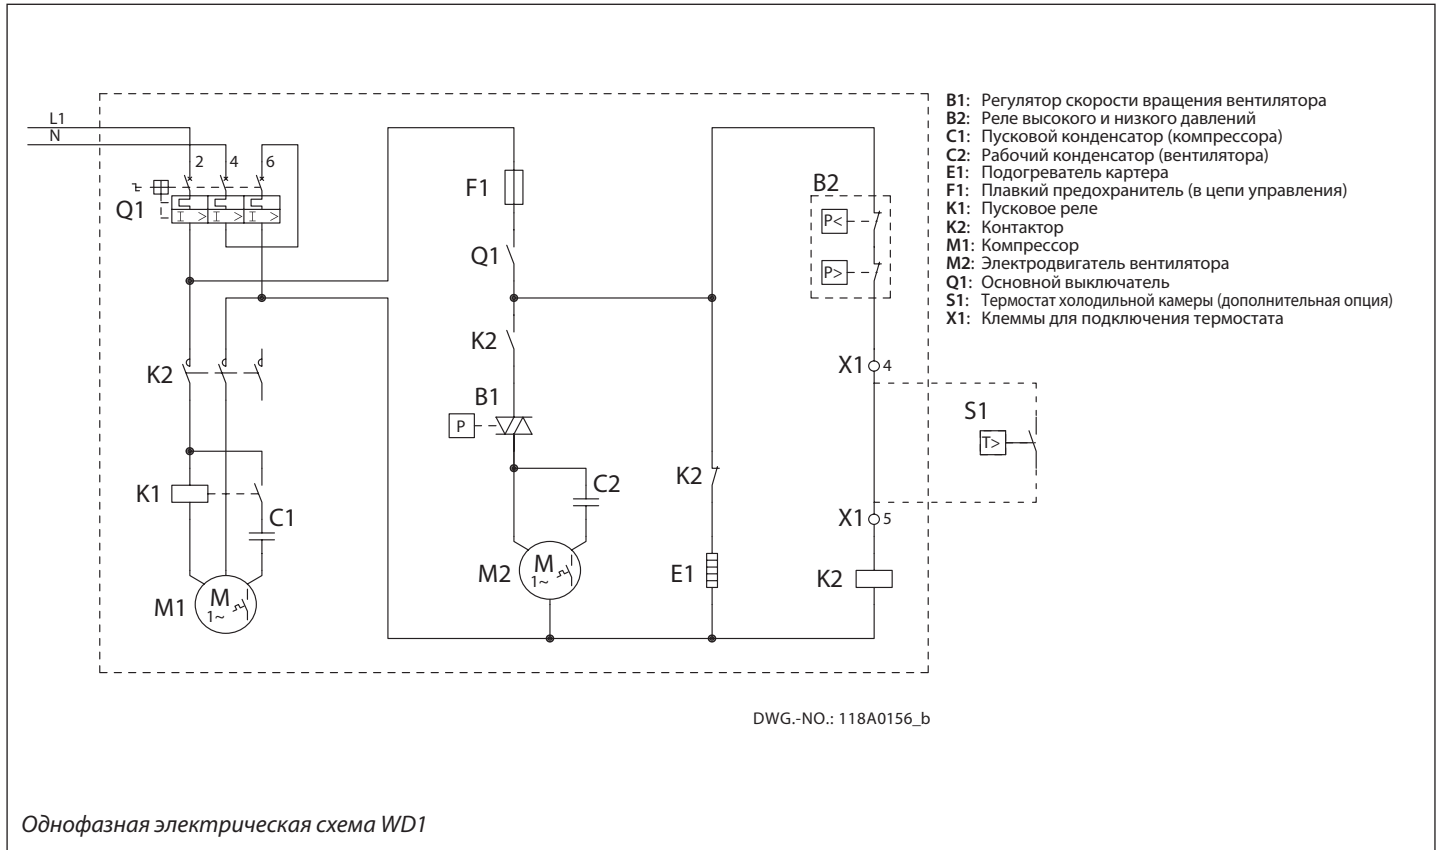 L1
N
2 4 6
Q1
F1
Q1
B2
P<
P>
K2
B1
P
K2
X1 4
S1
T>
K1
C1
C2
K2
X1 5
M1
M
1~
M2
M
1~
E1
K2
B1: Регулятор скорости вращения вентилятора
B2: Реле высокого и низкого давлений
C1: Пусковой конденсатор (компрессора)
C2: Рабочий конденсатор (вентилятора)
E1: Подогреватель картера
F1: Плавкий предохранитель (в цепи управления)
K1: Пусковое реле
K2: Контактор
M1: Компрессор
M2: Электродвигатель вентилятора
Q1: Основной выключатель
S1: Термостат холодильной камеры (дополнительная опция)
X1: Клеммы для подключения термостата
I > I > I >
DWG.-NO.: 118A0156_b
Однофазная электрическая схема WD1